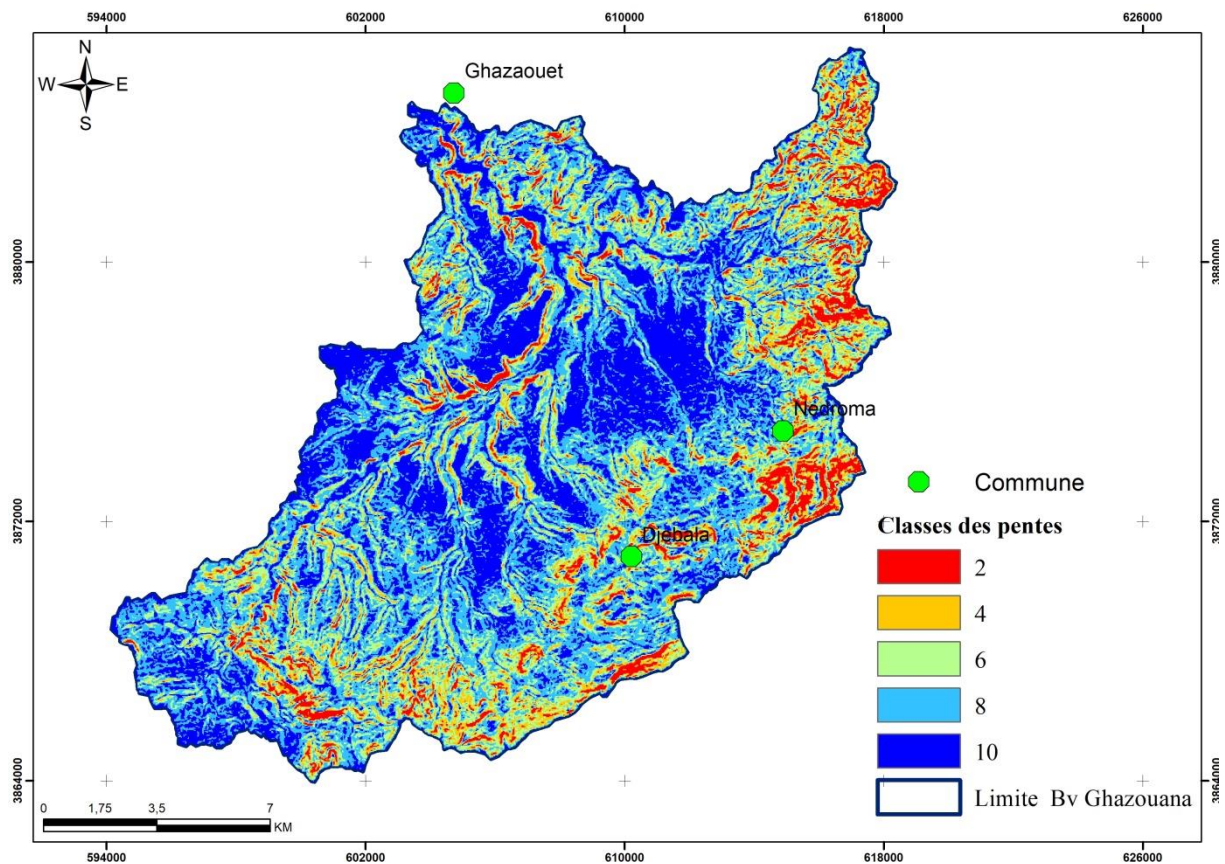 594000 602000 610000 618000 626000
N
W E
S
Ghazaouet
3880000 3880000
Nedroma
3872000 3872000
Djebala
Commune
Classes des pentes
2
4
6
8
10
Limite Bv Ghazouana
3864000 3864000
0 1,75 3,5 7
KM
594000 602000 610000 618000 626000